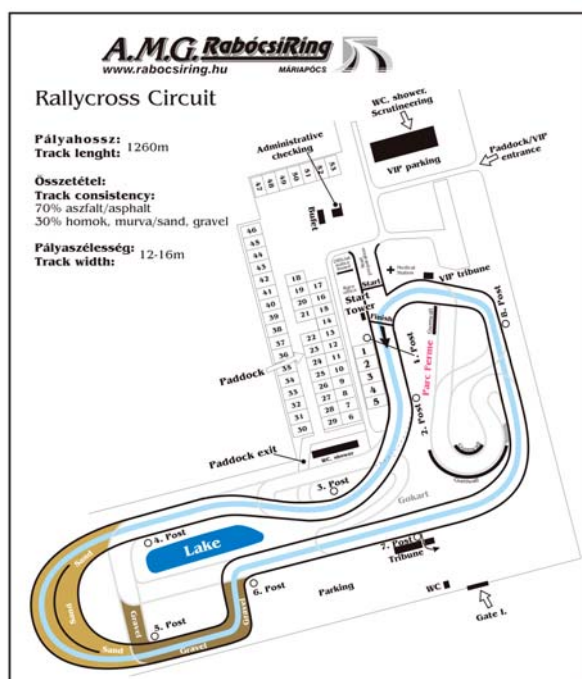 A.M.G. RabócsiRing
www.rabocsiring.hu MÁRIAPÓCS
Rallycross Circuit
Pályahossz:
Track lenght: 1260m
Összetétel:
Track consistency:
70% aszfalt/asphalt
30% homok, murva/sand, gravel
Pályaszélesség:
Track width: 12-16m
WC, shower,
Scrutineering
VIP parking
Paddock/VIP
entrance
Administrative
checking
Bufet
47 48 49 50 51 52 53
46
45
44
43
42
41
40
39
38
37
36
35
34
33
32
31
30
18
19 17
20 16
21 15
14
22 13
23 12
24 11
25 10
26 9
27 8
28 7
29 6
1
2
3
4
5
Medical
Station
VIP tribune
Start
Start
Tower
Finish
1. Post
2. Post
Parc Ferme
8. Post
Paddock
Paddock exit
WC, shower
3. Post
Gokart
4. Post
Lake
7. Post
Tribune
Sand
Sand
Sand
5. Post
Gravel
Gravel
Gravel
6. Post
Parking
WC
Gate I.